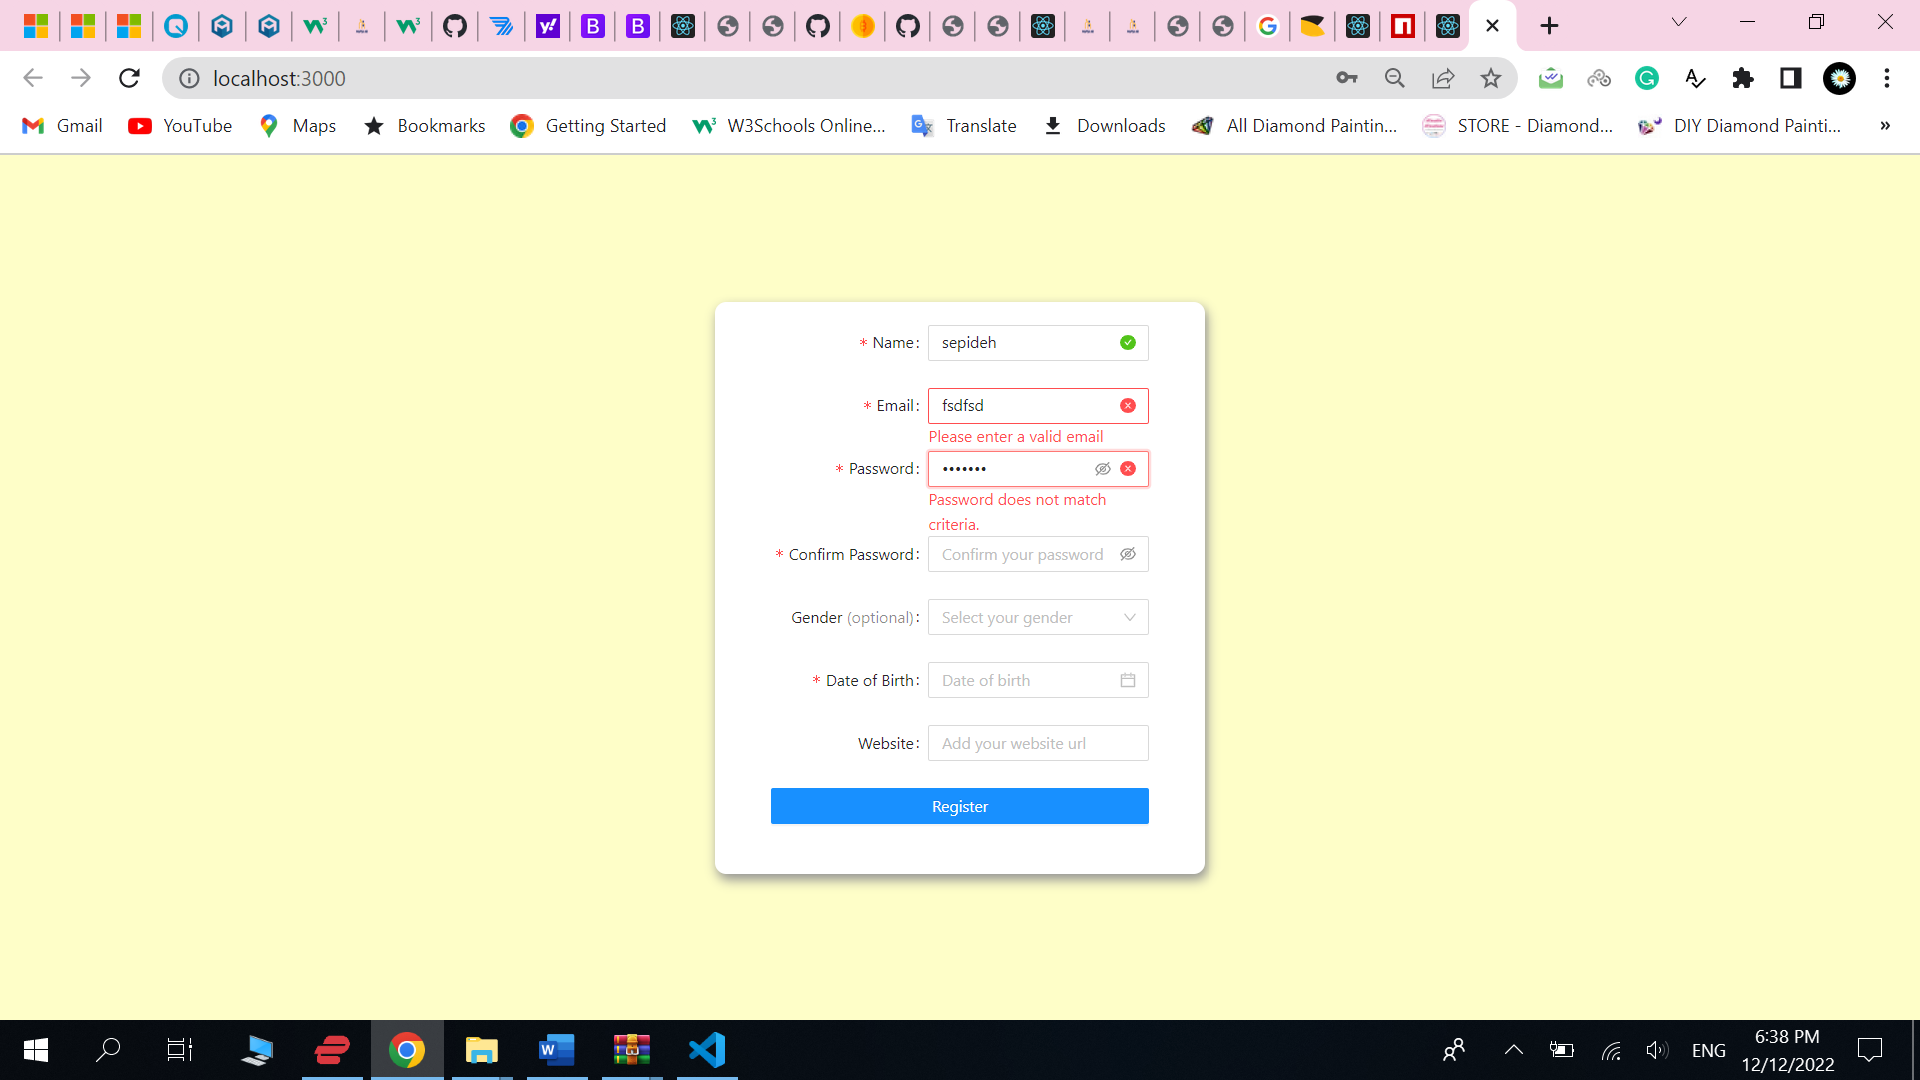 localhost:3000
Gmail YouTube Maps Bookmarks Getting Started W3Schools Online... Translate Downloads All Diamond Paintin... STORE - Diamond... DIY Diamond Painti... »
* Name: sepideh
* Email: fsdfsd
Please enter a valid email
* Password: •••••••
Password does not match
criteria.
* Confirm Password: Confirm your password
Gender (optional): Select your gender
* Date of Birth: Date of birth
Website: Add your website url
Register
ENG
6:38 PM
12/12/2022